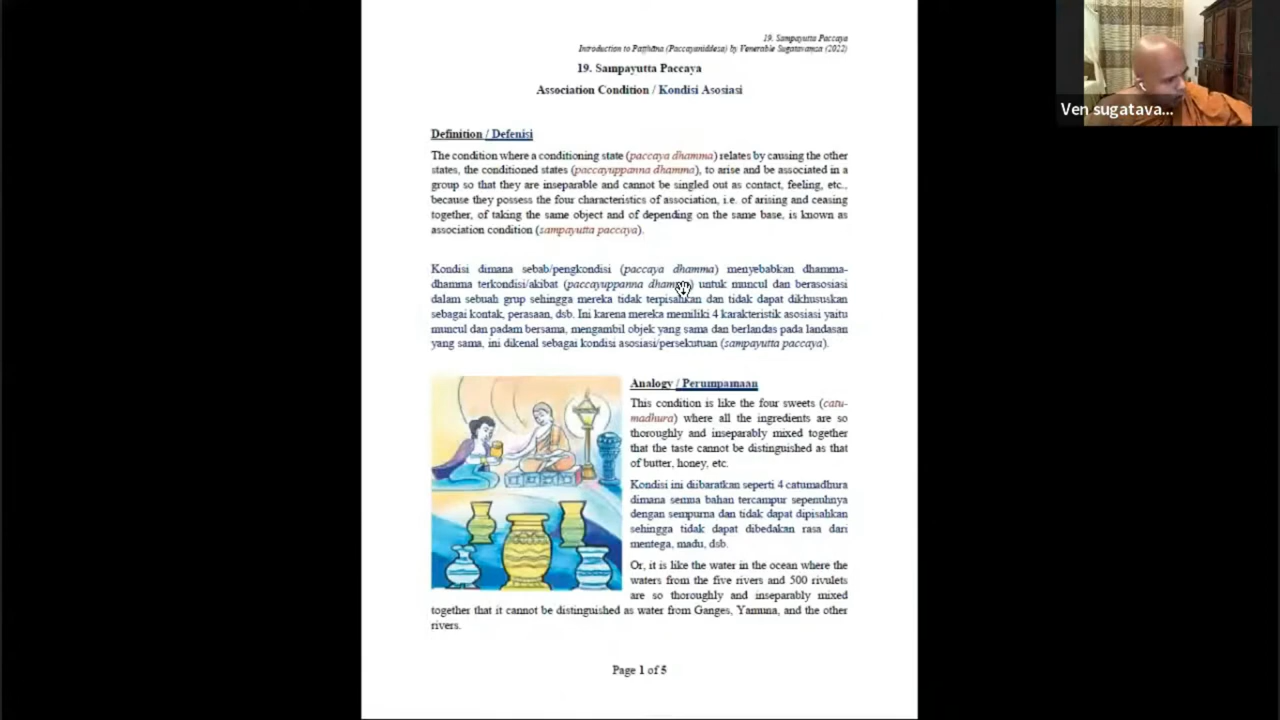 19. Sampayutta Paccaya
Introduction to Paṭṭhāna (Paccayaniddesa) by Venerable Sugatavaṁsa (2022)
19. Sampayutta Paccaya
Association Condition / Kondisi Asosiasi
Definition / Defenisi
The condition where a conditioning state (paccaya dhamma) relates by causing the other
states, the conditioned states (paccayuppanna dhamma), to arise and be associated in a
group so that they are inseparable and cannot be singled out as contact, feeling, etc.,
because they possess the four characteristics of association, i.e. of arising and ceasing
together, of taking the same object and of depending on the same base, is known as
association condition (sampayutta paccaya).
Kondisi dimana sebab/pengkondisi (paccaya dhamma) menyebabkan dhamma-
dhamma terkondisi/akibat (paccayuppanna dhamma) untuk muncul dan berasosiasi
dalam sebuah grup sehingga mereka tidak terpisahkan dan tidak dapat dikhususkan
sebagai kontak, perasaan, dsb. Ini karena mereka memiliki 4 karakteristik asosiasi yaitu
muncul dan padam bersama, mengambil objek yang sama dan berlandas pada landasan
yang sama, ini dikenal sebagai kondisi asosiasi/persekutuan (sampayutta paccaya).
Analogy / Perumpamaan
This condition is like the four sweets (catu-
madhura) where all the ingredients are so
thoroughly and inseparably mixed together
that the taste cannot be distinguished as that
of butter, honey, etc.
Kondisi ini diibaratkan seperti 4 catumadhura
dimana semua bahan tercampur sepenuhnya
dengan sempurna dan tidak dapat dipisahkan
sehingga tidak dapat dibedakan rasa dari
mentega, madu, dsb.
Or, it is like the water in the ocean where the
waters from the five rivers and 500 rivulets
are so thoroughly and inseparably mixed
together that it cannot be distinguished as water from Ganges, Yamuna, and the other
rivers.
Page 1 of 5
Ven sugatava...